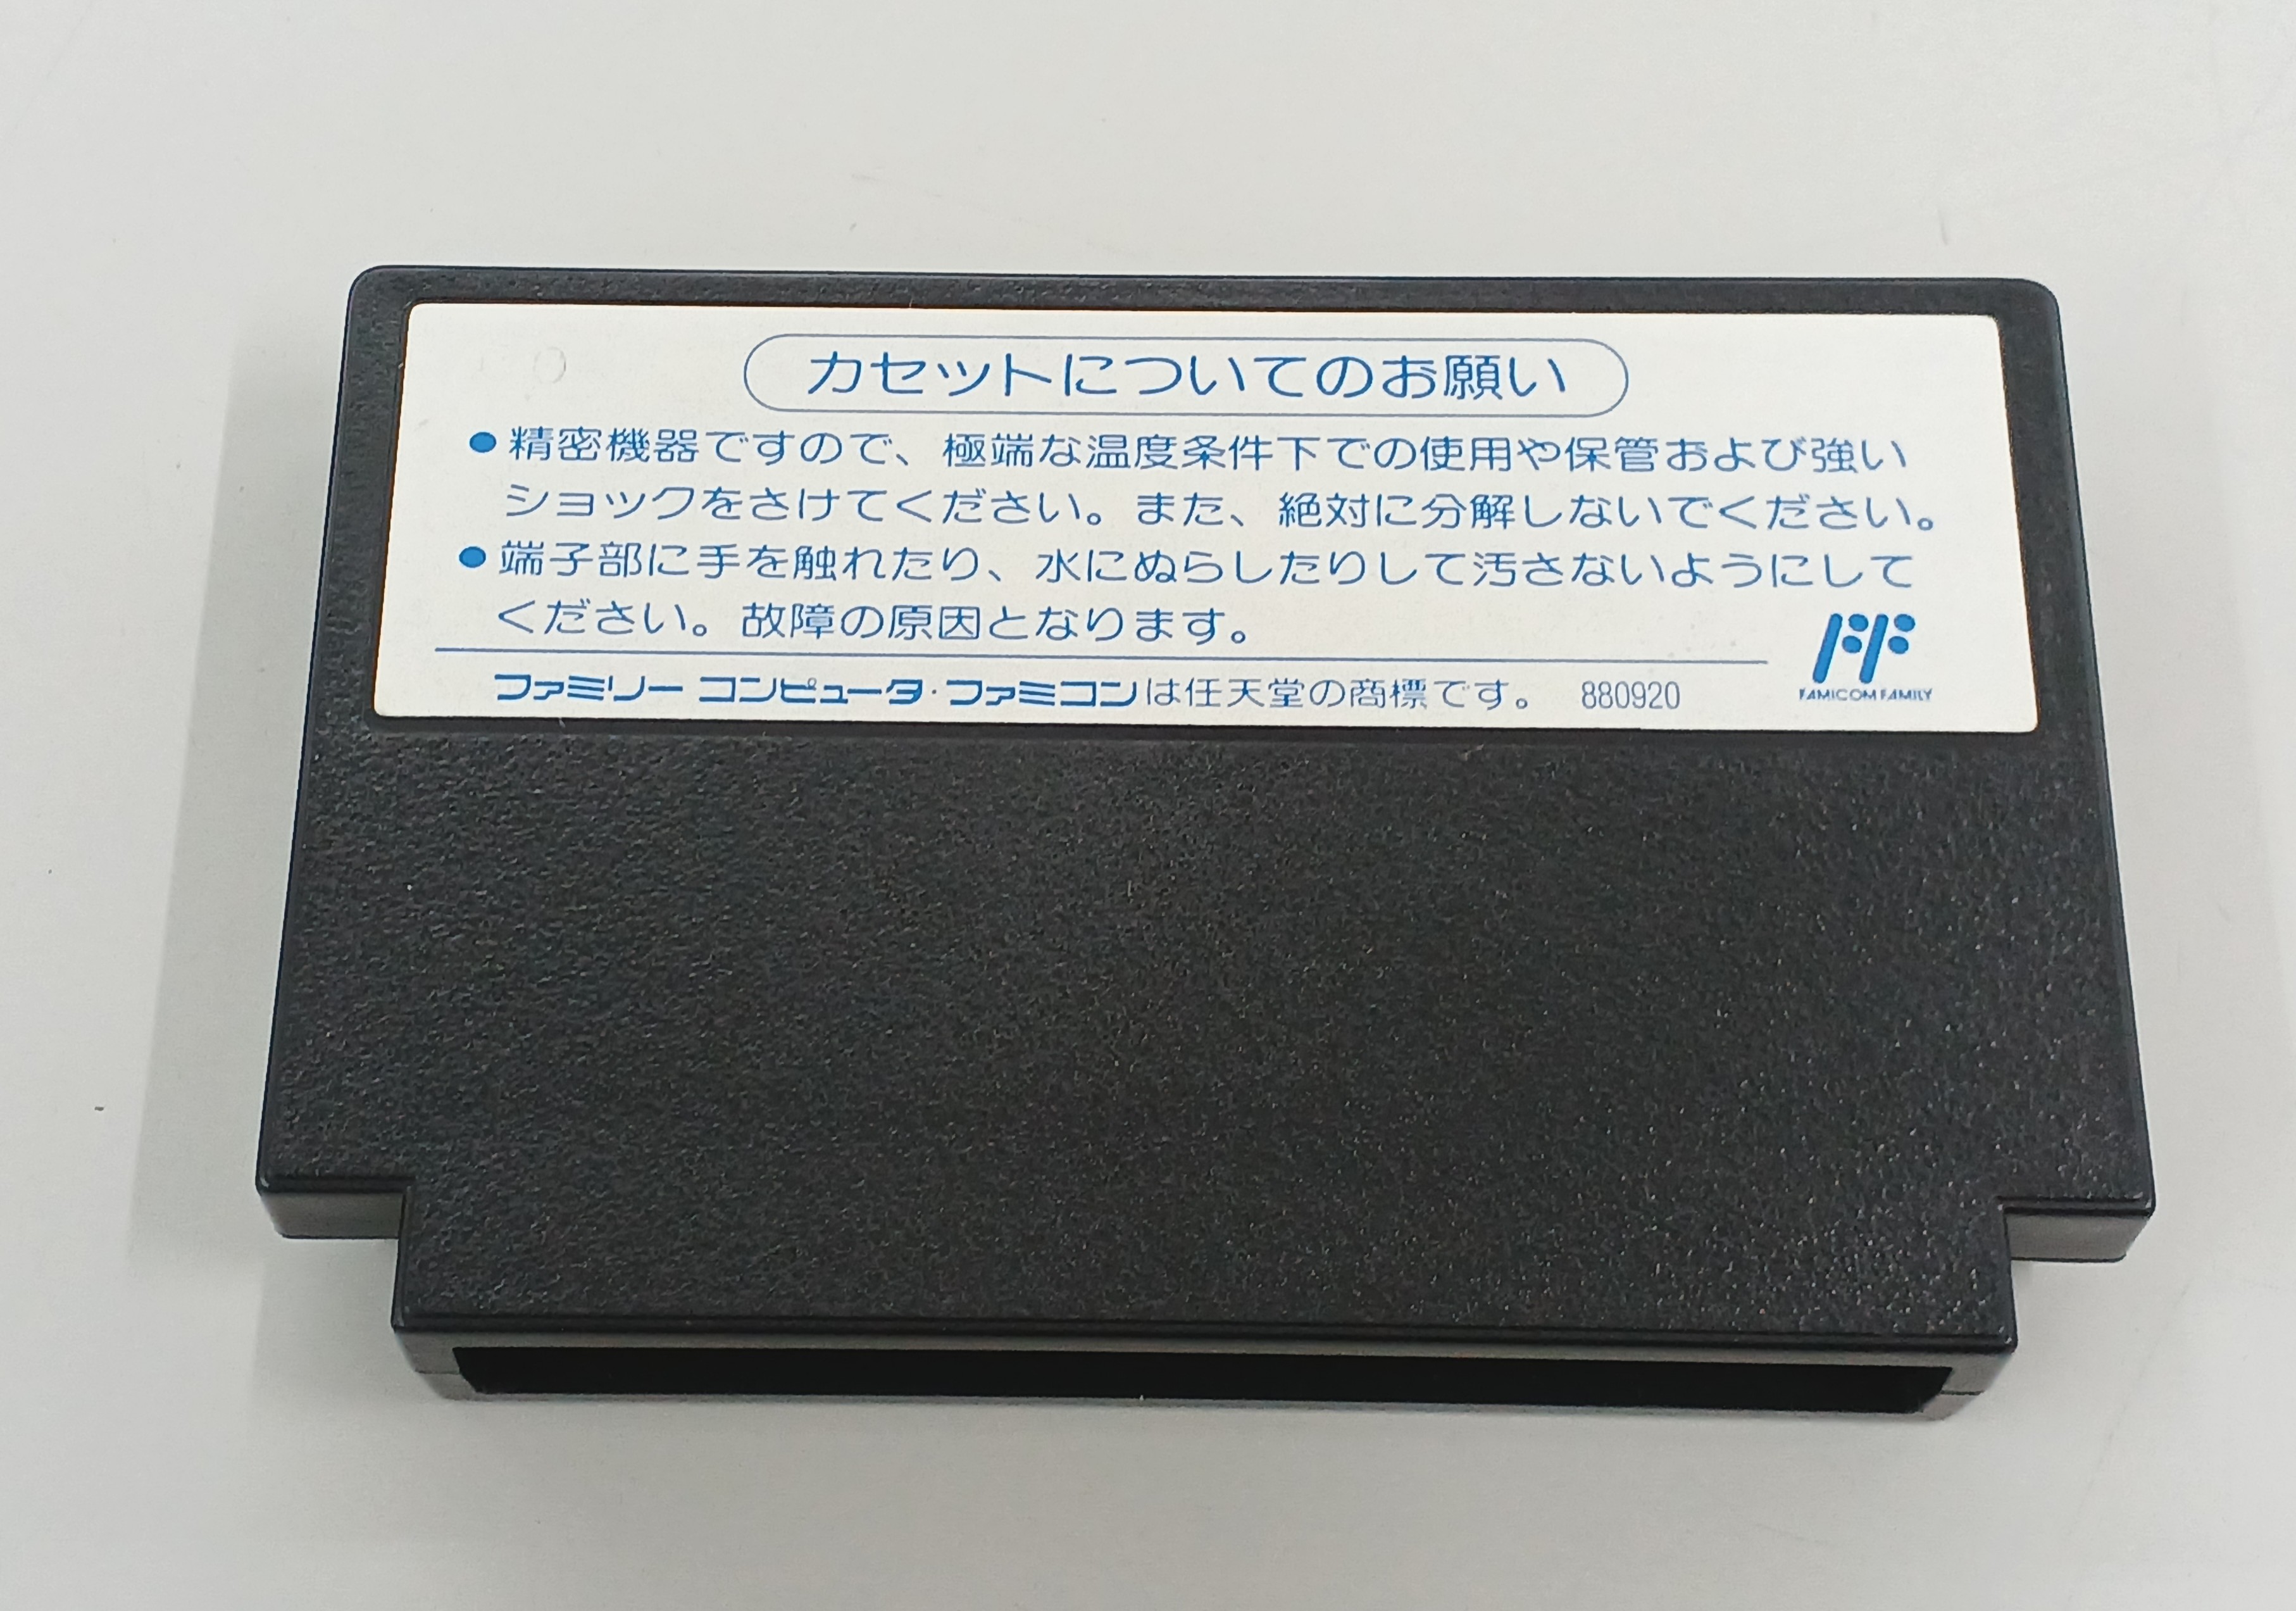 カセットについてのお願い
●精密機器ですので、極端な温度条件下での使用や保管および強い
ショックをさけてください。また、絶対に分解しないでください。
●端子部に手を触れたり、水にぬらしたりして汚さないようにして
ください。故障の原因となります。
ファミリー コンピュータ・ファミコンは任天堂の商標です。 880920
FAMICOM FAMILY